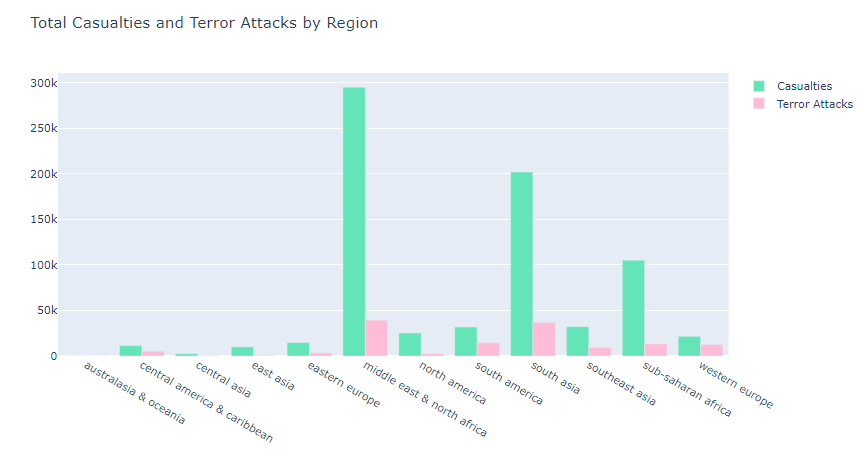 Total Casualties and Terror Attacks by Region
300k
250k
200k
150k
100k
50k
0
Casualties
Terror Attacks
australasia & oceania
central america & caribbean
central asia
east asia
eastern europe
middle east & north africa
north america
south america
south asia
southeast asia
sub-saharan africa
western europe